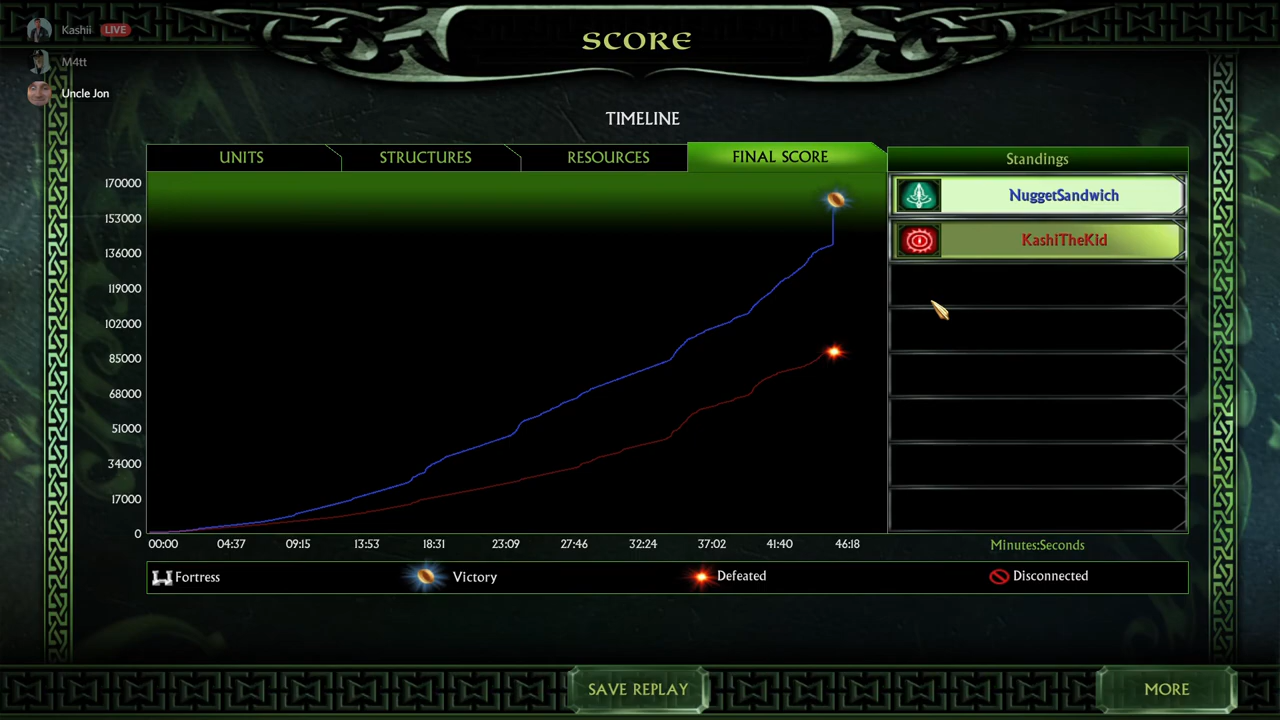 Kashii LIVE
SCORE
M4tt
Uncle Jon
TIMELINE
UNITS STRUCTURES RESOURCES FINAL SCORE Standings
170000
153000
136000
119000
102000
85000
68000
51000
34000
17000
0
NuggetSandwich
KashiTheKid
00:00 04:37 09:15 13:53 18:31 23:09 27:46 32:24 37:02 41:40 46:18 Minutes:Seconds
Fortress Victory Defeated Disconnected
SAVE REPLAY MORE